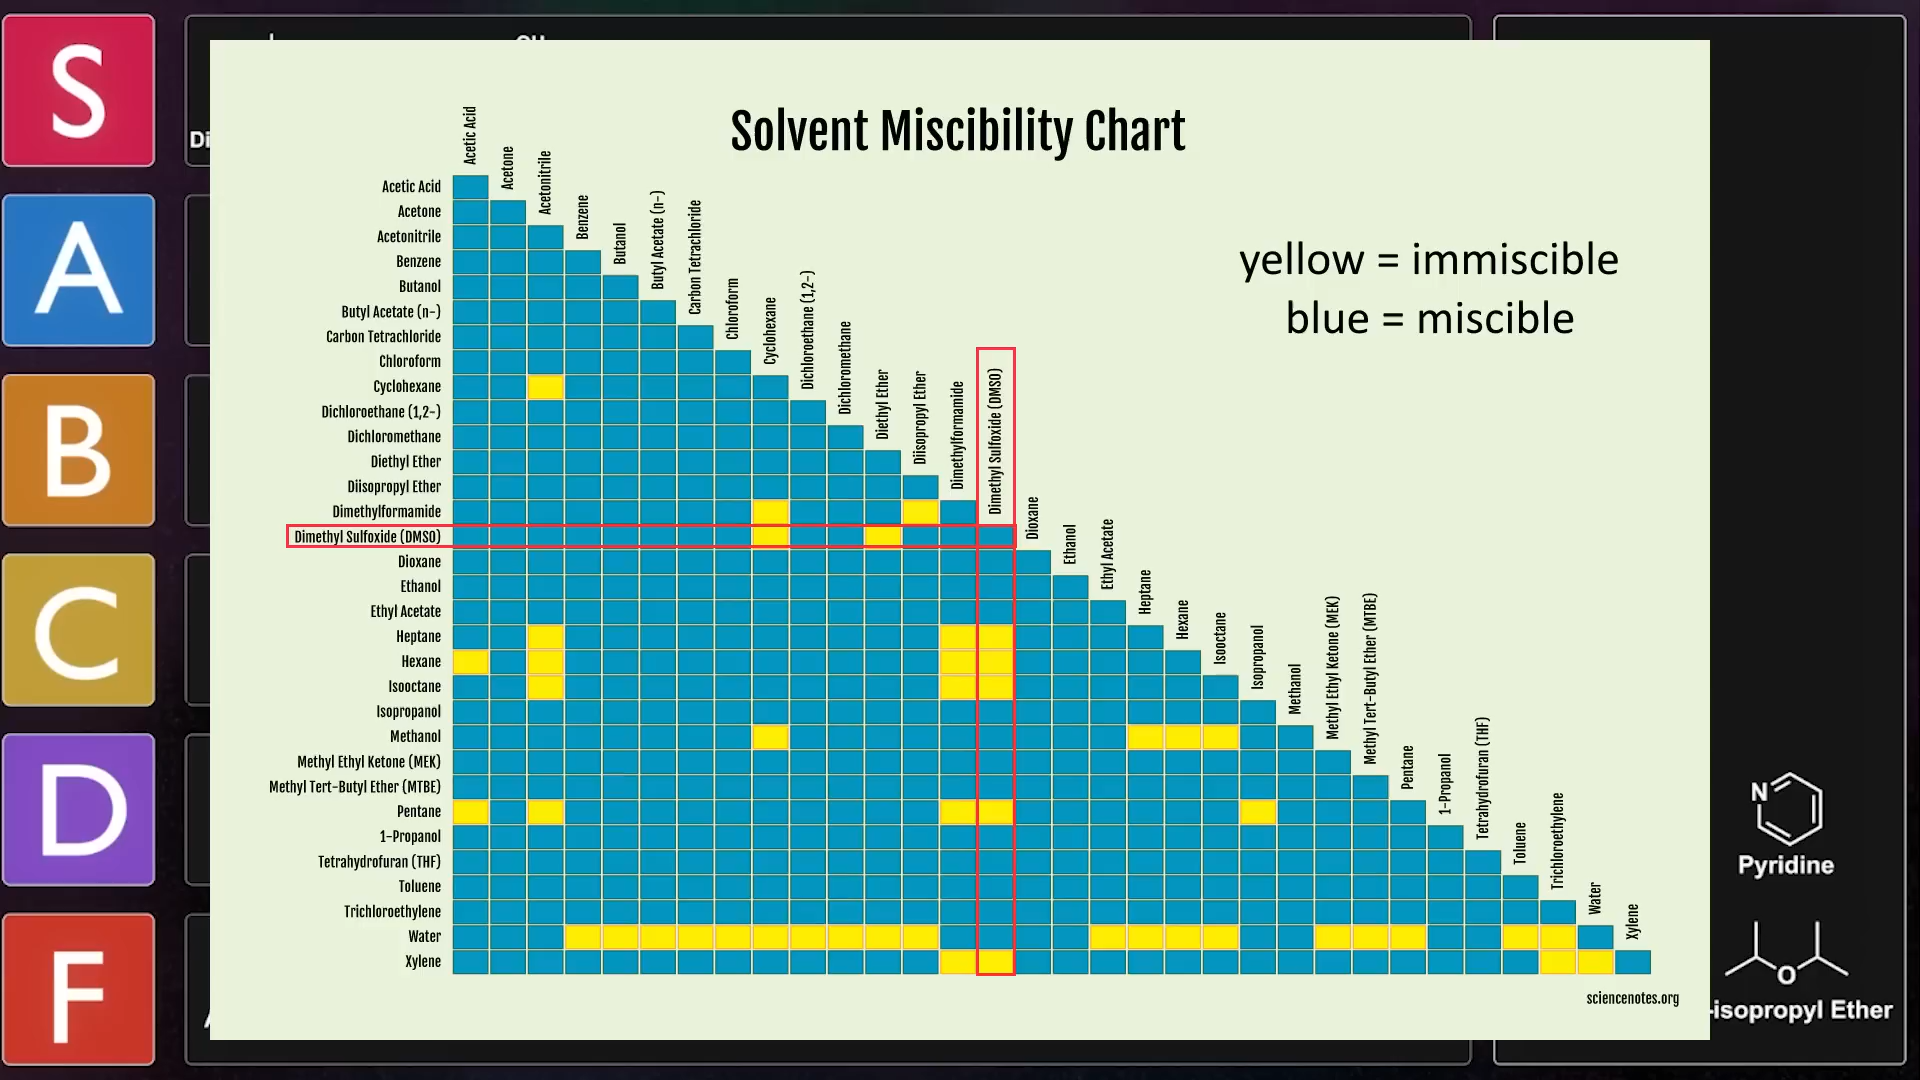 S
A
B
C
D
F
Di
OH
Solvent Miscibility Chart
yellow = immiscible
blue = miscible
Acetic Acid
Acetone
Acetonitrile
Benzene
Butanol
Butyl Acetate (n-)
Carbon Tetrachloride
Chloroform
Cyclohexane
Dichloroethane (1,2-)
Dichloromethane
Diethyl Ether
Diisopropyl Ether
Dimethylformamide
Dimethyl Sulfoxide (DMSO)
Dioxane
Ethanol
Ethyl Acetate
Heptane
Hexane
Isooctane
Isopropanol
Methanol
Methyl Ethyl Ketone (MEK)
Methyl Tert-Butyl Ether (MTBE)
Pentane
1-Propanol
Tetrahydrofuran (THF)
Toluene
Trichloroethylene
Water
Xylene
Acetic Acid
Acetone
Acetonitrile
Benzene
Butanol
Butyl Acetate (n-)
Carbon Tetrachloride
Chloroform
Cyclohexane
Dichloroethane (1,2-)
Dichloromethane
Diethyl Ether
Diisopropyl Ether
Dimethylformamide
Dimethyl Sulfoxide (DMSO)
Dioxane
Ethanol
Ethyl Acetate
Heptane
Hexane
Isooctane
Isopropanol
Methanol
Methyl Ethyl Ketone (MEK)
Methyl Tert-Butyl Ether (MTBE)
Pentane
1-Propanol
Tetrahydrofuran (THF)
Toluene
Trichloroethylene
Water
Xylene
sciencenotes.org
N
Pyridine
O
-isopropyl Ether